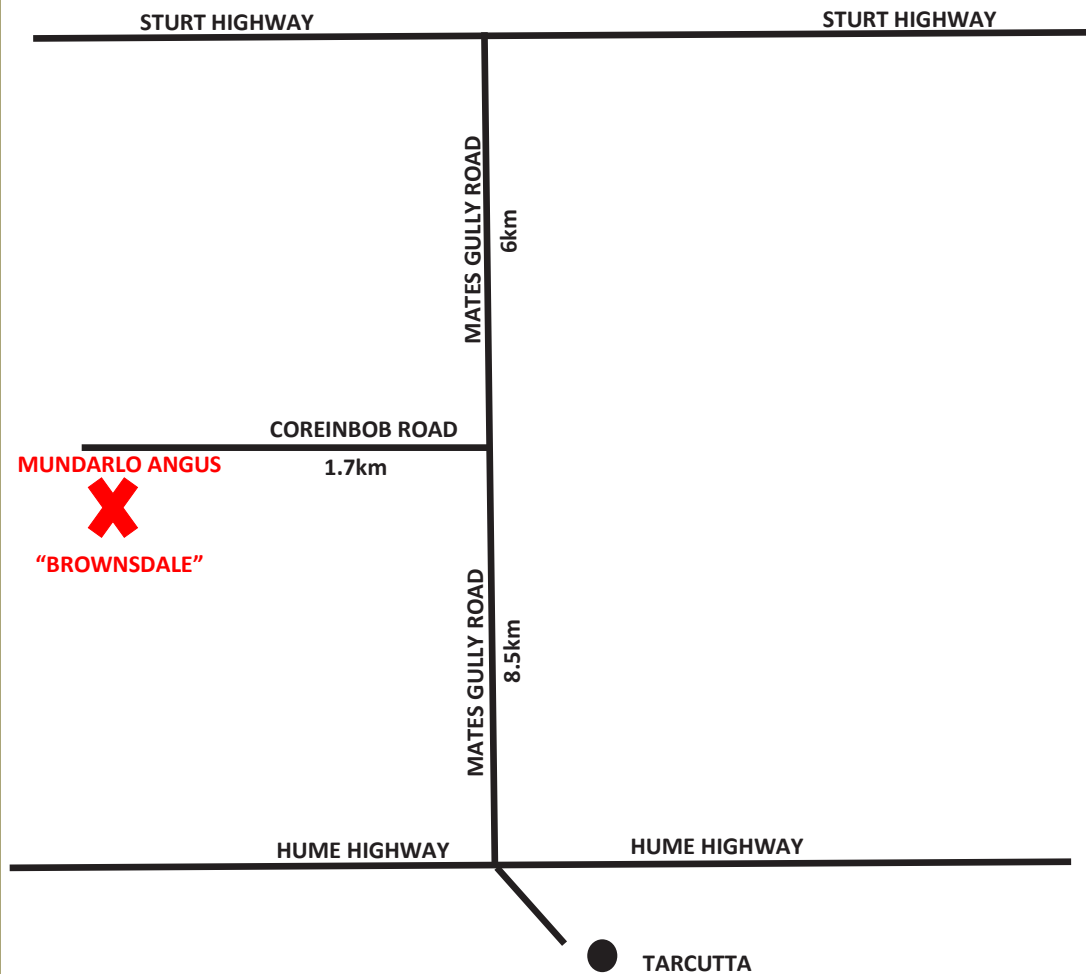 STURT HIGHWAY
STURT HIGHWAY
MATES GULLY ROAD
6km
COREINBOB ROAD
1.7km
MUNDARLO ANGUS
“BROWNSDALE”
MATES GULLY ROAD
8.5km
HUME HIGHWAY
HUME HIGHWAY
TARCUTTA